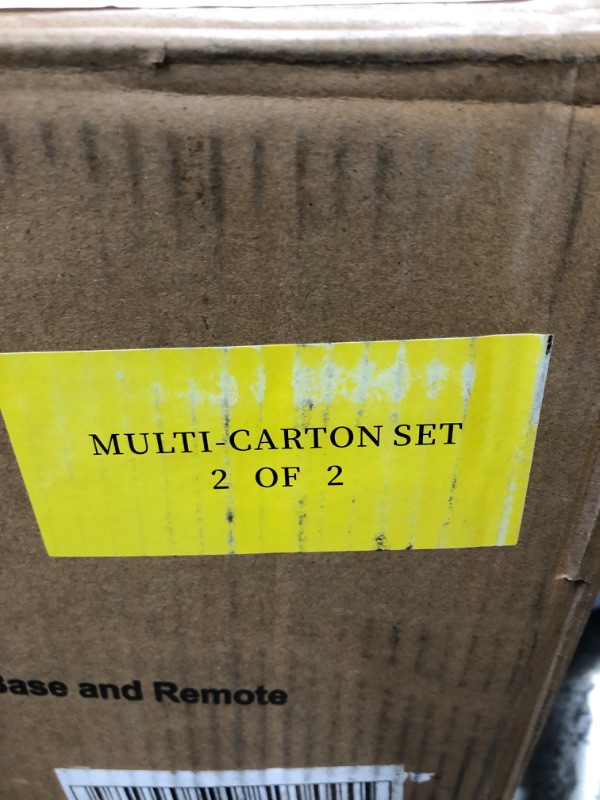 MULTI-CARTON SET
2 OF 2
Base and Remote